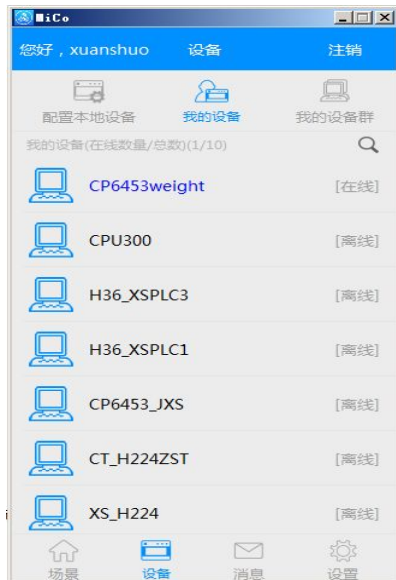 MiCo
您好，xuanshuo 设备 注销
配置本地设备 我的设备 我的设备群
我的设备(在线数量/总数)(1/10)
CP6453weight [在线]
CPU300 [离线]
H36_XSPLC3 [离线]
H36_XSPLC1 [离线]
CP6453_JXS [离线]
CT_H224ZST [离线]
XS_H224 [离线]
场景 设备 消息 设置